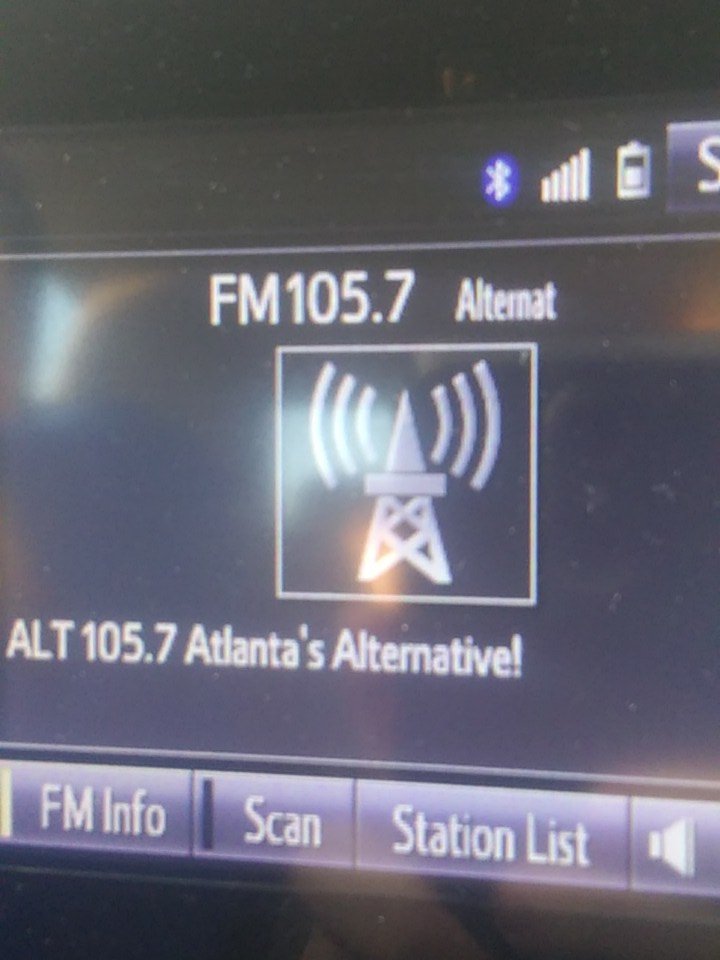 S
FM105.7 Alternat
ALT 105.7 Atlanta's Alternative!
FM Info Scan Station List